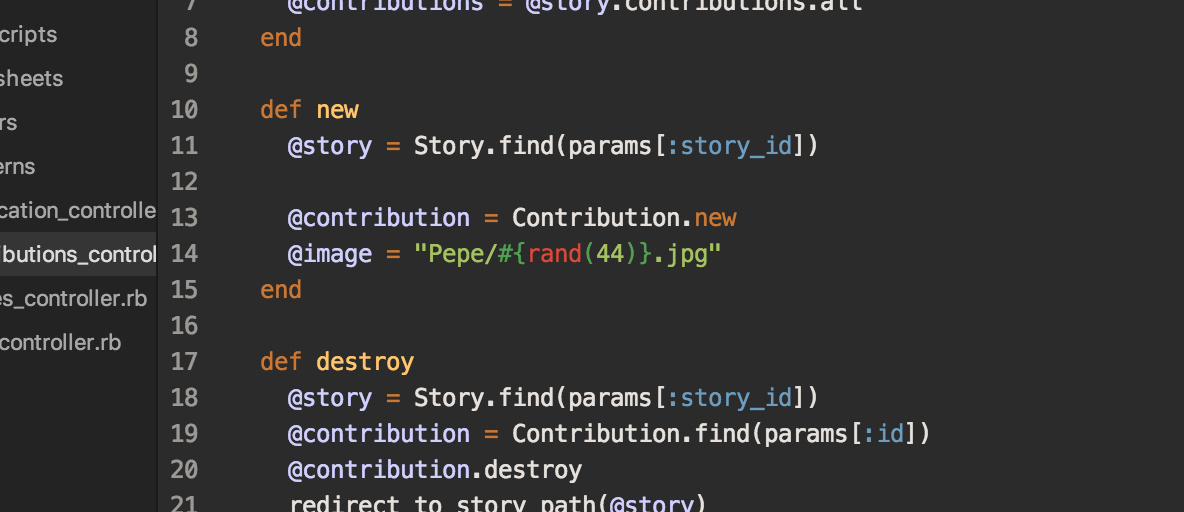 cripts
sheets
rs
erns
cation_controlle
ibutions_control
es_controller.rb
controller.rb
7 @contributions = @story.contributions.all
8 end
9
10 def new
11 @story = Story.find(params[:story_id])
12
13 @contribution = Contribution.new
14 @image = "Pepe/#{rand(44)}.jpg"
15 end
16
17 def destroy
18 @story = Story.find(params[:story_id])
19 @contribution = Contribution.find(params[:id])
20 @contribution.destroy
21 redirect_to story_path(@story)